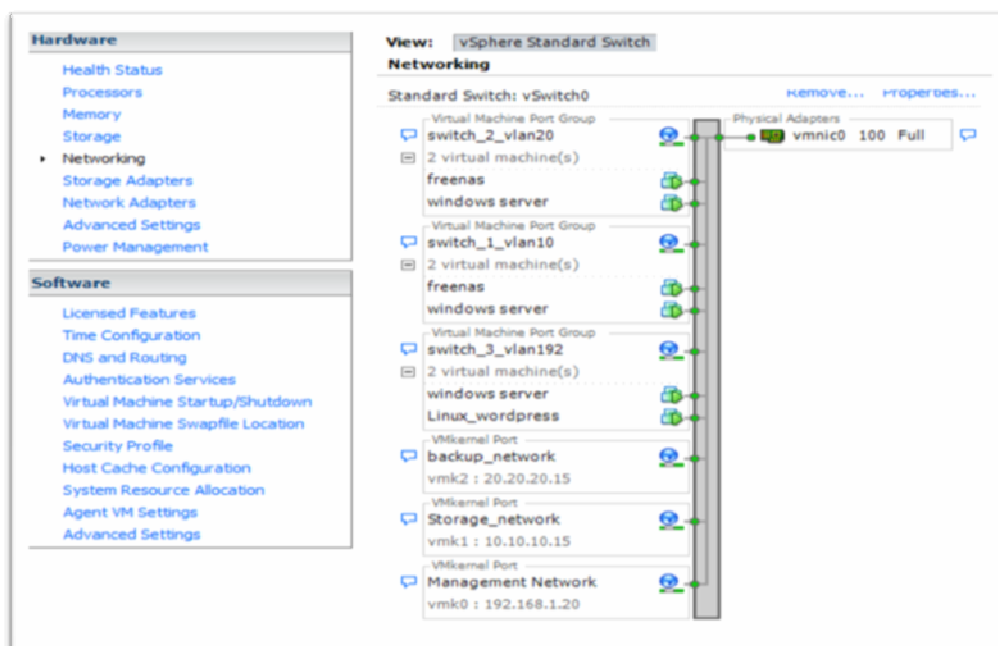 Hardware
Health Status
Processors
Memory
Storage
Networking
Storage Adapters
Network Adapters
Advanced Settings
Power Management
Software
Licensed Features
Time Configuration
DNS and Routing
Authentication Services
Virtual Machine Startup/Shutdown
Virtual Machine Swapfile Location
Security Profile
Host Cache Configuration
System Resource Allocation
Agent VM Settings
Advanced Settings
View: vSphere Standard Switch
Networking
Standard Switch: vSwitch0 Remove... Properties...
Virtual Machine Port Group
switch_2_vlan20
2 virtual machine(s)
freenas
windows server
Virtual Machine Port Group
switch_1_vlan10
2 virtual machine(s)
freenas
windows server
Virtual Machine Port Group
switch_3_vlan192
2 virtual machine(s)
windows server
Linux_wordpress
VMkernel Port
backup_network
vmk2 : 20.20.20.15
VMkernel Port
Storage_network
vmk1 : 10.10.10.15
VMkernel Port
Management Network
vmk0 : 192.168.1.20
Physical Adapters
vmnic0 100 Full